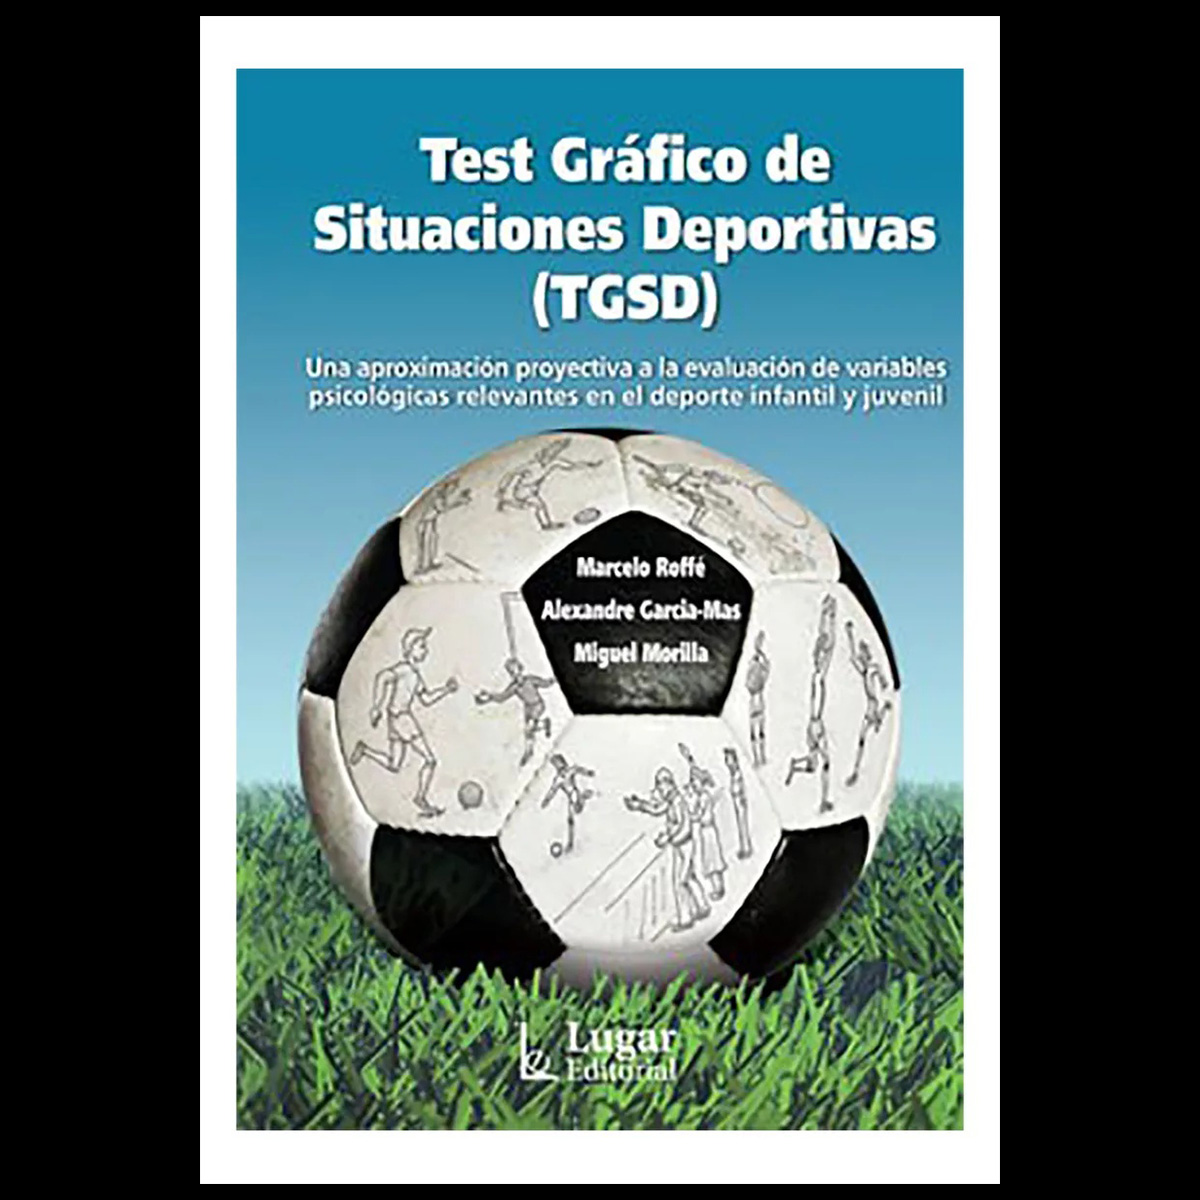 Test Gráfico de
Situaciones Deportivas
(TGSD)
Una aproximación proyectiva a la evaluación de variables
psicológicas relevantes en el deporte infantil y juvenil
Marcelo Roffé
Alexandre Garcia-Mas
Miguel Morilla
Le Lugar
Editorial